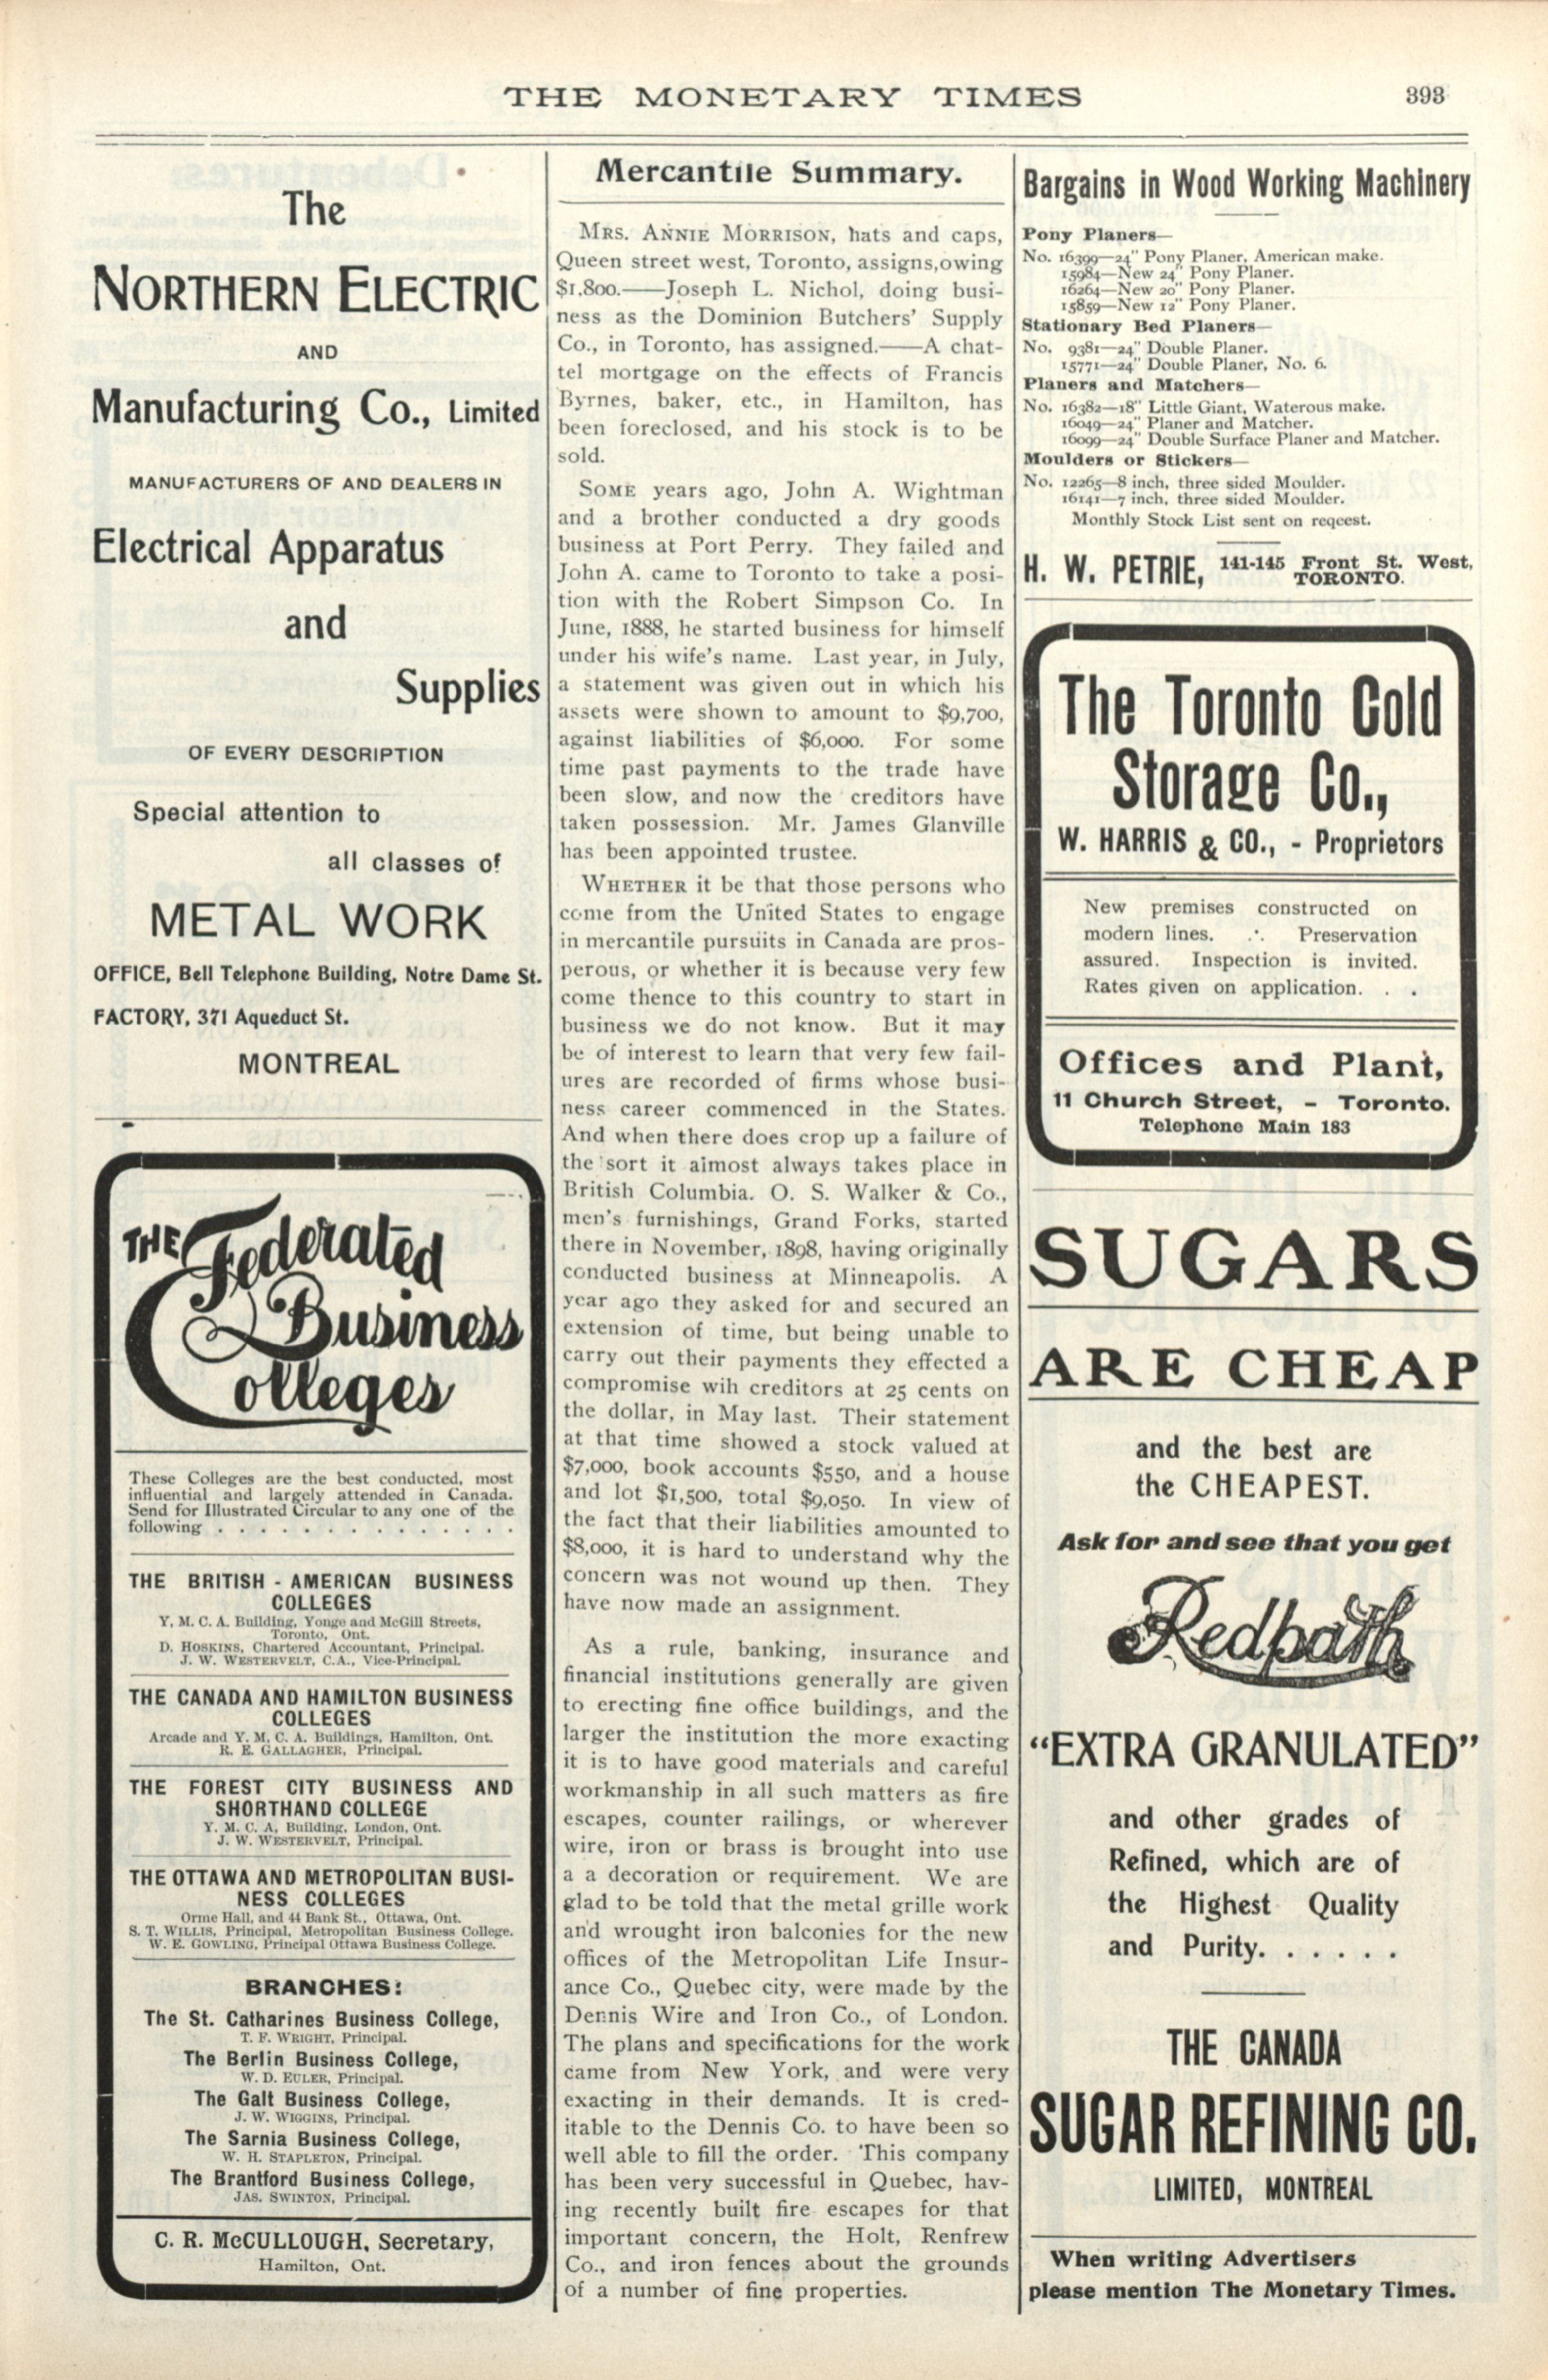 THE MONETARY TIMES
393
The
NORTHERN ELECTRIC
AND
Manufacturing Co., Limited
MANUFACTURERS OF AND DEALERS IN
Electrical Apparatus
and
Supplies
OF EVERY DESCRIPTION
Special attention to
all classes of
METAL WORK
OFFICE, Bell Telephone Building, Notre Dame St.
FACTORY, 371 Aqueduct St.
MONTREAL
THE Federated
Business
Colleges
These Colleges are the best conducted, most
influential and largely attended in Canada.
Send for Illustrated Circular to any one of the
following . . . . . . . . . . . . . .
THE BRITISH - AMERICAN BUSINESS
COLLEGES
Y. M. C. A. Building, Yonge and McGill Streets,
Toronto, Ont.
D. HOSKINS, Chartered Accountant, Principal.
J. W. WESTERVELT, C.A., Vice-Principal.
THE CANADA AND HAMILTON BUSINESS
COLLEGES
Arcade and Y. M. C. A. Buildings, Hamilton, Ont.
R. E. GALLAGHER, Principal.
THE FOREST CITY BUSINESS AND
SHORTHAND COLLEGE
Y. M. C. A. Building, London, Ont.
J. W. WESTERVELT, Principal.
THE OTTAWA AND METROPOLITAN BUSI-
NESS COLLEGES
Orme Hall, and 44 Bank St., Ottawa, Ont.
S. T. WILLIS, Principal, Metropolitan Business College.
W. E. GOWLING, Principal Ottawa Business College.
BRANCHES:
The St. Catharines Business College,
T. F. WRIGHT, Principal.
The Berlin Business College,
W. D. EULER, Principal.
The Galt Business College,
J. W. WIGGINS, Principal.
The Sarnia Business College,
W. H. STAPLETON, Principal.
The Brantford Business College,
JAS. SWINTON, Principal.
C. R. McCULLOUGH, Secretary,
Hamilton, Ont.
Mercantile Summary.
MRS. ANNIE MORRISON, hats and caps,
Queen street west, Toronto, assigns,owing
$1,800.——Joseph L. Nichol, doing busi-
ness as the Dominion Butchers' Supply
Co., in Toronto, has assigned.——A chat-
tel mortgage on the effects of Francis
Byrnes, baker, etc., in Hamilton, has
been foreclosed, and his stock is to be
sold.
SOME years ago, John A. Wightman
and a brother conducted a dry goods
business at Port Perry. They failed and
John A. came to Toronto to take a posi-
tion with the Robert Simpson Co. In
June, 1888, he started business for himself
under his wife's name. Last year, in July,
a statement was given out in which his
assets were shown to amount to $9,700,
against liabilities of $6,000. For some
time past payments to the trade have
been slow, and now the creditors have
taken possession. Mr. James Glanville
has been appointed trustee.
WHETHER it be that those persons who
come from the United States to engage
in mercantile pursuits in Canada are pros-
perous, or whether it is because very few
come thence to this country to start in
business we do not know. But it may
be of interest to learn that very few fail-
ures are recorded of firms whose busi-
ness career commenced in the States.
And when there does crop up a failure of
the sort it almost always takes place in
British Columbia. O. S. Walker & Co.,
men's furnishings, Grand Forks, started
there in November, 1898, having originally
conducted business at Minneapolis. A
year ago they asked for and secured an
extension of time, but being unable to
carry out their payments they effected a
compromise wih creditors at 25 cents on
the dollar, in May last. Their statement
at that time showed a stock valued at
$7,000, book accounts $550, and a house
and lot $1,500, total $9,050. In view of
the fact that their liabilities amounted to
$8,000, it is hard to understand why the
concern was not wound up then. They
have now made an assignment.
As a rule, banking, insurance and
financial institutions generally are given
to erecting fine office buildings, and the
larger the institution the more exacting
it is to have good materials and careful
workmanship in all such matters as fire
escapes, counter railings, or wherever
wire, iron or brass is brought into use
a a decoration or requirement. We are
glad to be told that the metal grille work
and wrought iron balconies for the new
offices of the Metropolitan Life Insur-
ance Co., Quebec city, were made by the
Dennis Wire and Iron Co., of London.
The plans and specifications for the work
came from New York, and were very
exacting in their demands. It is cred-
itable to the Dennis Co. to have been so
well able to fill the order. This company
has been very successful in Quebec, hav-
ing recently built fire escapes for that
important concern, the Holt, Renfrew
Co., and iron fences about the grounds
of a number of fine properties.
Bargains in Wood Working Machinery
Pony Planers—
No. 16399—24" Pony Planer, American make.
15984—New 24" Pony Planer.
16264—New 20" Pony Planer.
15859—New 12" Pony Planer.
Stationary Bed Planers—
No. 9381—24" Double Planer.
15771—24" Double Planer, No. 6.
Planers and Matchers—
No. 16382—18" Little Giant, Waterous make.
16049—24" Planer and Matcher.
16099—24" Double Surface Planer and Matcher.
Moulders or Stickers—
No. 12265—8 inch, three sided Moulder.
16141—7 inch, three sided Moulder.
Monthly Stock List sent on reqcest.
H. W. PETRIE, 141-145 Front St. West,
TORONTO.
The Toronto Cold
Storage Co.,
W. HARRIS & CO., - Proprietors
New premises constructed on
modern lines. .·. Preservation
assured. Inspection is invited.
Rates given on application. . .
Offices and Plant,
11 Church Street, - Toronto.
Telephone Main 183
SUGARS
ARE CHEAP
and the best are
the CHEAPEST.
Ask for and see that you get
Redpath
"EXTRA GRANULATED"
and other grades of
Refined, which are of
the Highest Quality
and Purity. . . . . .
THE CANADA
SUGAR REFINING CO.
LIMITED, MONTREAL
When writing Advertisers
please mention The Monetary Times.